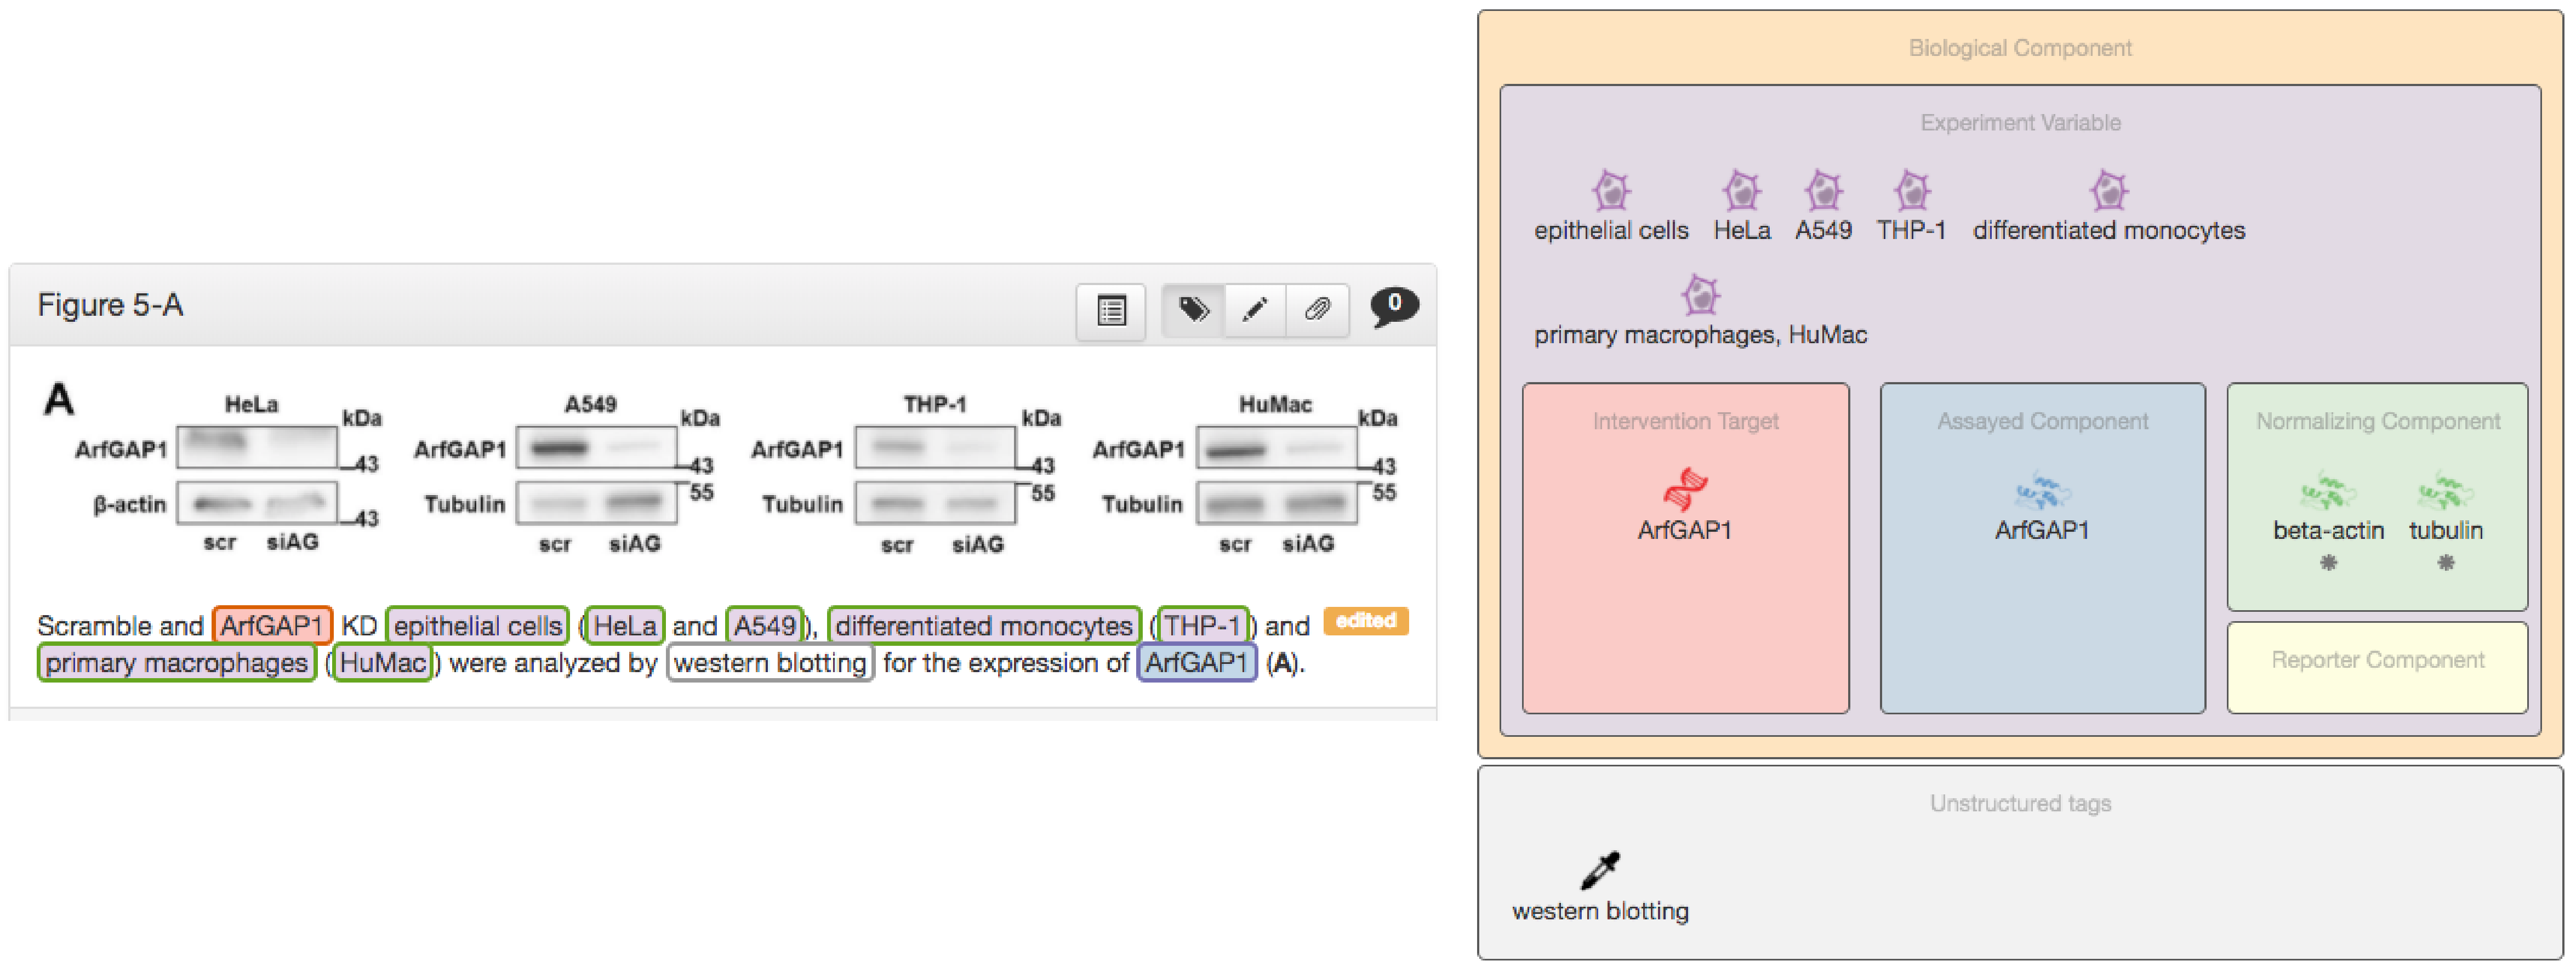 Figure 5-A
0
A
HeLa
kDa
ArfGAP1
43
β-actin
43
scr siAG
A549
kDa
ArfGAP1
43
55
Tubulin
scr siAG
THP-1
kDa
ArfGAP1
43
55
Tubulin
scr siAG
HuMac
kDa
ArfGAP1
43
55
Tubulin
scr siAG
Scramble and ArfGAP1 KD epithelial cells (HeLa and A549), differentiated monocytes (THP-1) and edited
primary macrophages (HuMac) were analyzed by western blotting for the expression of ArfGAP1 (A).
Biological Component
Experiment Variable
epithelial cells HeLa A549 THP-1 differentiated monocytes
primary macrophages, HuMac
Intervention Target
ArfGAP1
Assayed Component
ArfGAP1
Normalizing Component
beta-actin tubulin
* *
Reporter Component
Unstructured tags
western blotting